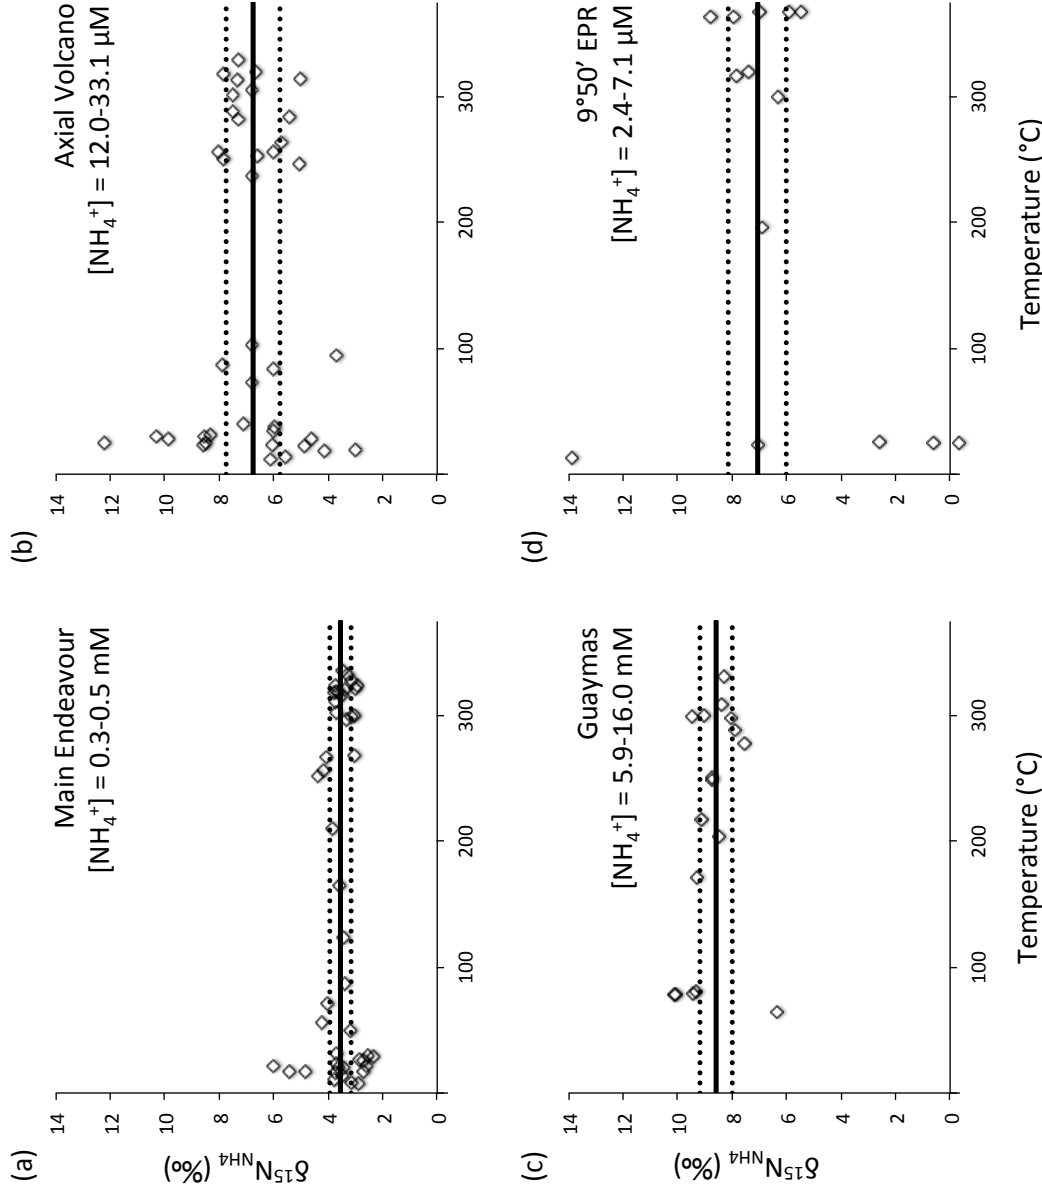 (a)
Main Endeavour
[NH₄⁺] = 0.3-0.5 mM
14
12
10
8
6
4
2
0
100
200
300
δ¹⁵N_NH4 (‰)
(b)
Axial Volcano
[NH₄⁺] = 12.0-33.1 μM
14
12
10
8
6
4
2
0
100
200
300
(c)
Guaymas
[NH₄⁺] = 5.9-16.0 mM
14
12
10
8
6
4
2
0
100
200
300
δ¹⁵N_NH4 (‰)
Temperature (°C)
(d)
9°50’ EPR
[NH₄⁺] = 2.4-7.1 μM
14
12
10
8
6
4
2
0
100
200
300
Temperature (°C)